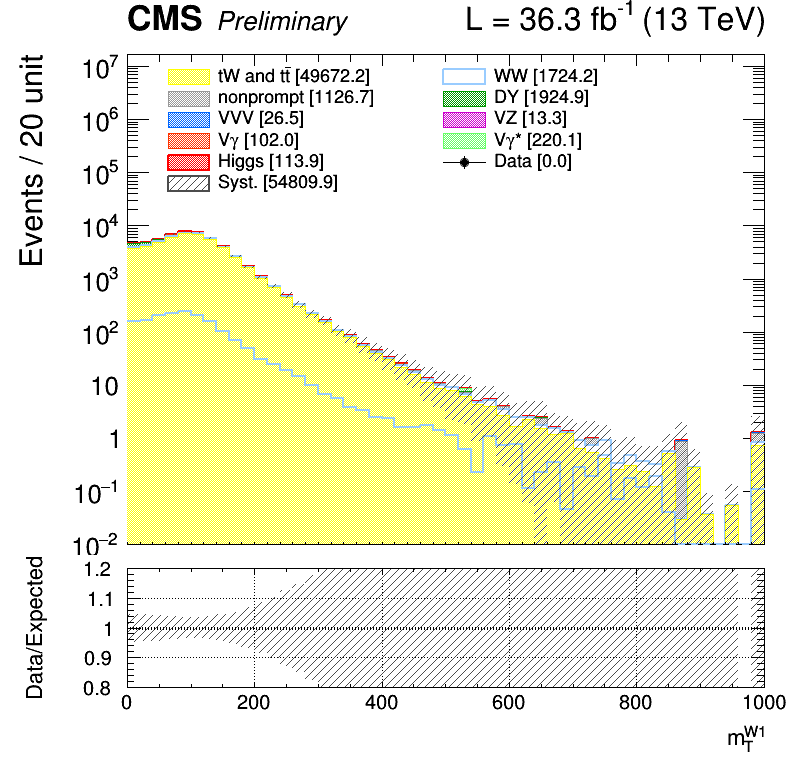 CMS Preliminary L = 36.3 fb⁻¹ (13 TeV)
Events / 20 unit
10⁷
10⁶
10⁵
10⁴
10³
10²
10
1
10⁻¹
10⁻²
tW and tt̄ [49672.2]
nonprompt [1126.7]
VVV [26.5]
Vγ [102.0]
Higgs [113.9]
Syst. [54809.9]
WW [1724.2]
DY [1924.9]
VZ [13.3]
Vγ* [220.1]
Data [0.0]
Data/Expected
1.2
1.1
1
0.9
0.8
0 200 400 600 800 1000
m_T^W1